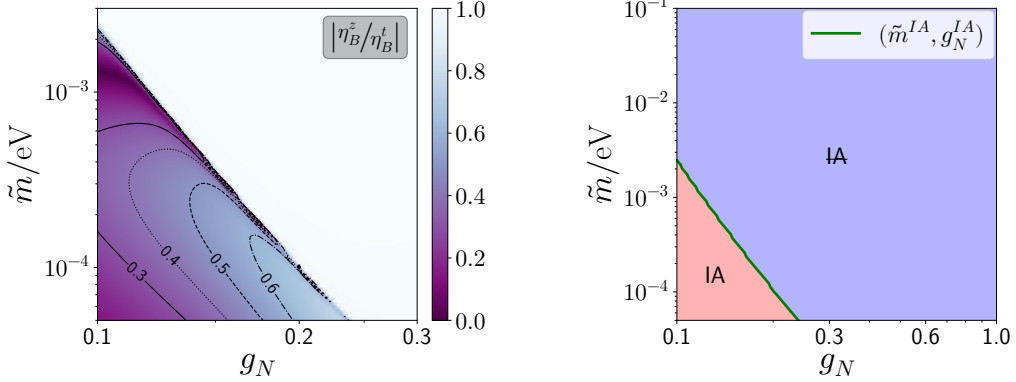 |η_B^z/η_B^t|
1.0
0.8
0.6
0.4
0.2
0.0
10^{-3}
10^{-4}
m̃/eV
0.3
0.4
0.5
0.6
0.1
0.2
0.3
g_N
(m̃^{IA}, g_N^{IA})
10^{-1}
10^{-2}
10^{-3}
10^{-4}
m̃/eV
I̶A̶
IA
0.1
0.3
0.6
1.0
g_N